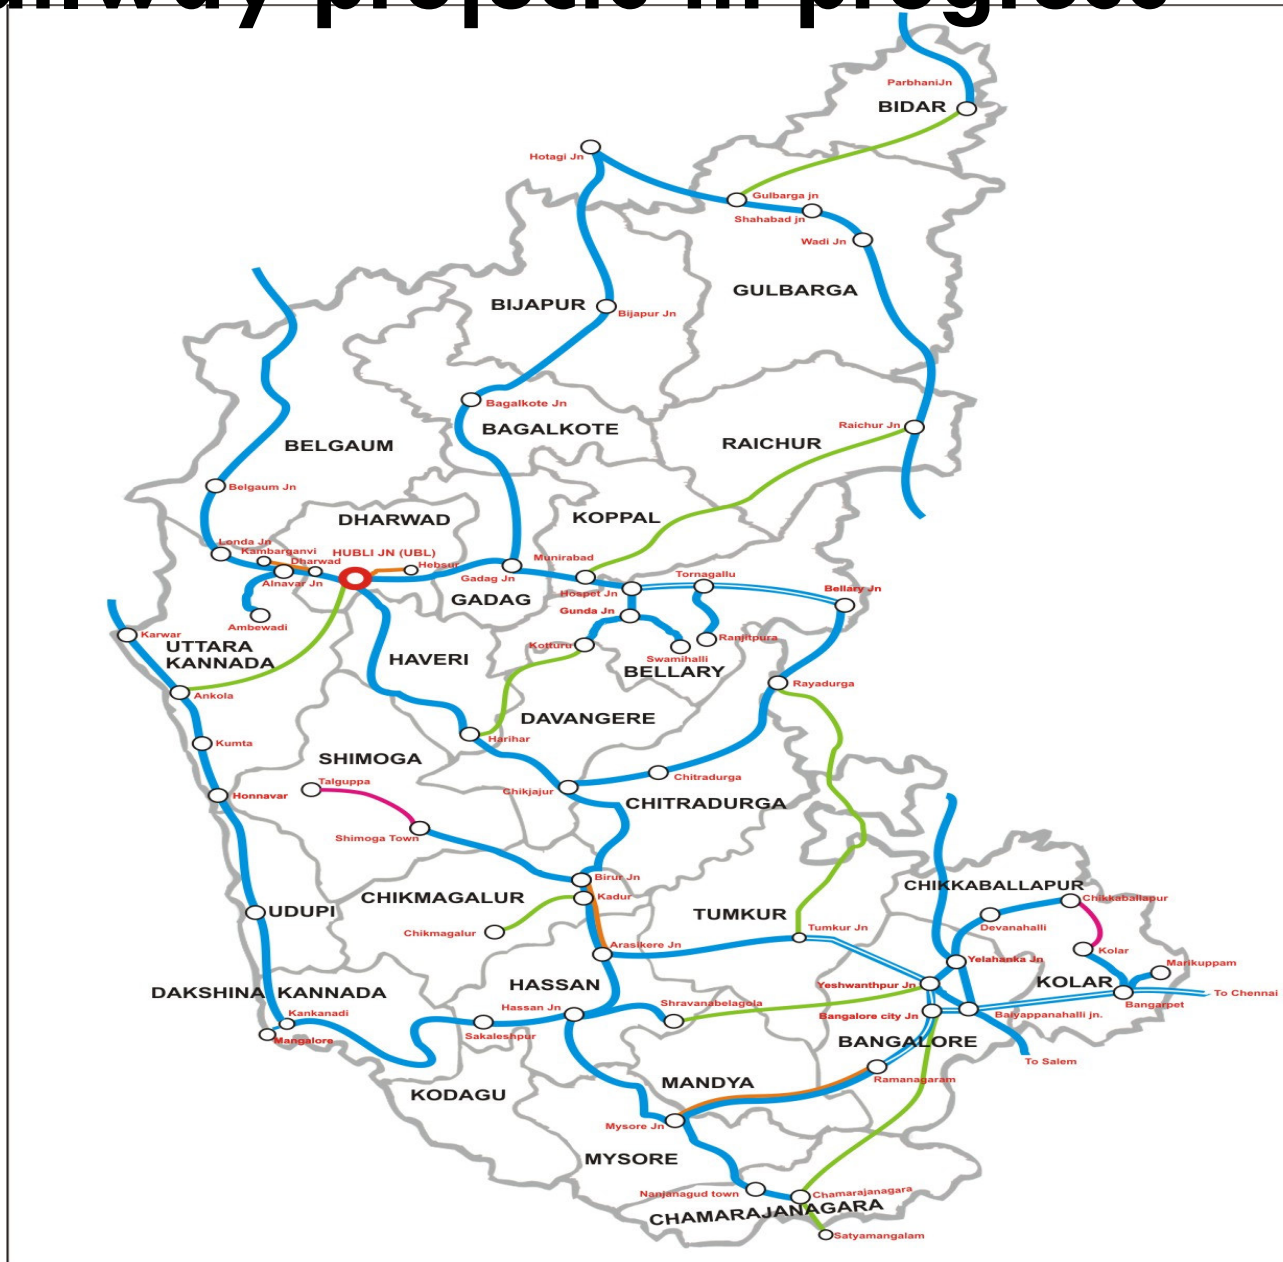 railway projects in progress
ParbhaniJn
BIDAR
Hotagi Jn
Gulbarga jn
Shahabad jn
Wadi Jn
GULBARGA
BIJAPUR
Bijapur Jn
Bagalkote Jn
BAGALKOTE
Raichur Jn
RAICHUR
BELGAUM
Belgaum Jn
DHARWAD
KOPPAL
Londa Jn
Kambarganvi
HUBLI JN (UBL)
Dharwad
Hebsur
Munirabad
Alnavar Jn
Gadag Jn
Tornagallu
Hospet Jn
Bellary Jn
GADAG
Gunda Jn
Ambewadi
Karwar
UTTARA
KANNADA
Kotturu
Ranjitpura
Swamihalli
HAVERI
BELLARY
Ankola
Rayadurga
DAVANGERE
Harihar
Kumta
SHIMOGA
Talguppa
Chitradurga
Honnavar
Chikjajur
CHITRADURGA
Shimoga Town
Birur Jn
CHIKMAGALUR
Kadur
CHIKKABALLAPUR
Chikkaballapur
UDUPI
TUMKUR
Chikmagalur
Tumkur Jn
Devanahalli
Arasikere Jn
Kolar
Yelahanka Jn
Marikuppam
HASSAN
Yeshwanthpur Jn
KOLAR
DAKSHINA KANNADA
To Chennai
Hassan Jn
Shravanabelagola
Bangarpet
Kankanadi
Bangalore city Jn
Baiyappanahalli jn.
Sakaleshpur
Mangalore
BANGALORE
To Salem
Ramanagaram
MANDYA
KODAGU
Mysore Jn
MYSORE
Nanjanagud town
Chamarajanagara
CHAMARAJANAGARA
Satyamangalam